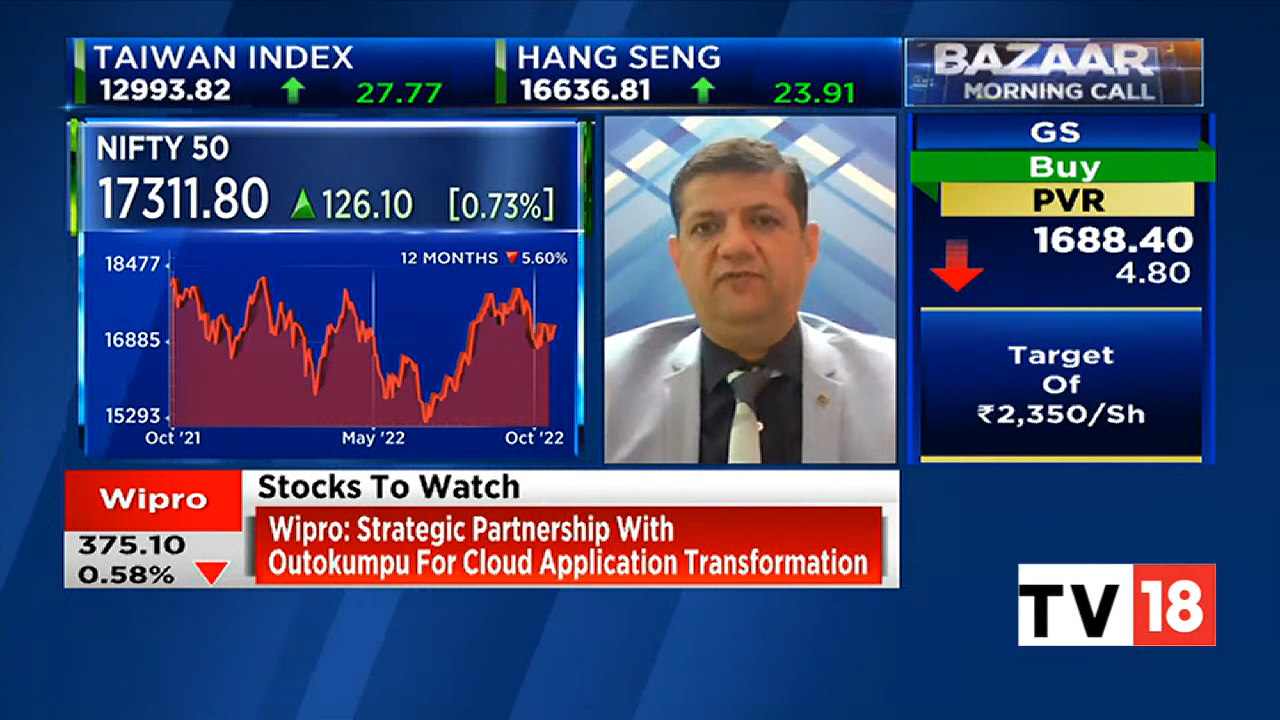 TAIWAN INDEX
12993.82 27.77
HANG SENG
16636.81 23.91
BAZAAR
MORNING CALL
NIFTY 50
17311.80 126.10 [0.73%]
12 MONTHS 5.60%
18477
16885
15293
Oct '21 May '22 Oct '22
GS
Buy
PVR
1688.40
4.80
Target
Of
₹2,350/Sh
Wipro
375.10
0.58%
Stocks To Watch
Wipro: Strategic Partnership With
Outokumpu For Cloud Application Transformation
TV18